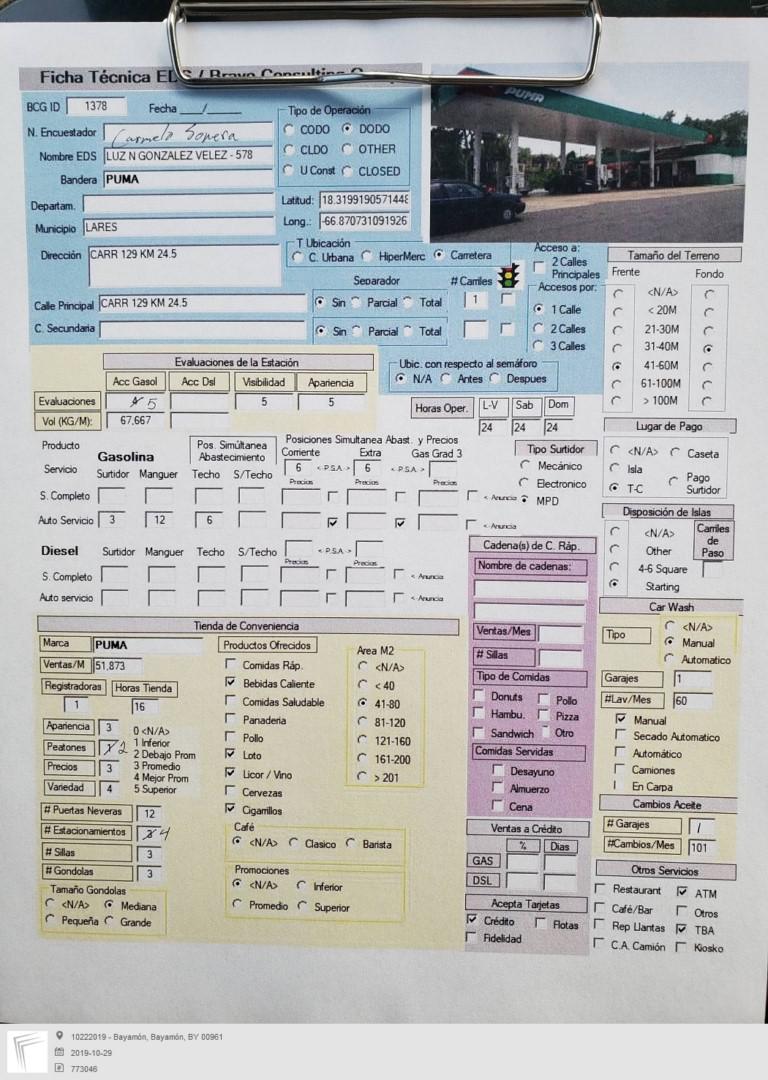 Ficha Técnica EDS / Bravo Consulting
BCG ID 1378 Fecha ___/______
N. Encuestador Carmelo Sonera
Nombre EDS LUZ N GONZALEZ VELEZ - 578
Bandera PUMA
Departam.
Municipio LARES
Dirección CARR 129 KM 24.5
Calle Principal CARR 129 KM 24.5
C. Secundaria
Tipo de Operación
CODO DODO
CLDO OTHER
U Const CLOSED
Latitud: 18.3199190571448
Long.: -66.870731091926
PUMA
T Ubicación
C. Urbana HiperMerc Carretera
Separador # Carriles
Sin Parcial Total 1
Sin Parcial Total
Acceso a:
2 Calles
Principales
Accesos por:
1 Calle
2 Calles
3 Calles
Tamaño del Terreno
Frente Fondo
<N/A>
< 20M
21-30M
31-40M
41-60M
61-100M
> 100M
Evaluaciones de la Estación
Acc Gasol Acc Dsl Visibilidad Apariencia
Evaluaciones 5 5 5
Vol (KG/M): 67,667
Ubic. con respecto al semáforo
N/A Antes Despues
Horas Oper. L-V Sab Dom
24 24 24
Lugar de Pago
<N/A> Caseta
Isla
T-C Pago
Surtidor
Producto
Gasolina
Pos. Simútanea
Abastecimiento
Posiciones Simultanea Abast. y Precios
Corriente Extra Gas Grad 3
6 <-P.S.A-> 6 <-P.S.A.->
Precios Precios Precios
Servicio Surtidor Manguer Techo S/Techo
S. Completo < Anuncia
Auto Servicio 3 12 6 < Anuncia
Tipo Surtidor
Mecánico
Electronico
MPD
Disposición de Islas
<N/A>
Other
4-6 Square
Starting
Carriles
de
Paso
Diesel Surtidor Manguer Techo S/Techo <-P.S.A->
Precios Precios
S. Completo < Anuncia
Auto servicio < Anuncia
Cadena(s) de C. Ráp.
Nombre de cadenas:
Ventas/Mes
# Sillas
Tipo de Comidas
Donuts Pollo
Hambu. Pizza
Sandwich Otro
Comidas Servidas
Desayuno
Almuerzo
Cena
Car Wash
Tipo <N/A>
Manual
Automatico
Garajes 1
#Lav/Mes 60
Manual
Secado Automatico
Automático
Camiones
En Carpa
Tienda de Conveniencia
Marca PUMA
Ventas/M 51,873
Registradoras Horas Tienda
1 16
Apariencia 3
Peatones 2
Precios 3
Variedad 4
0 <N/A>
1 Inferior
2 Debajo Prom
3 Promedio
4 Mejor Prom
5 Superior
# Puertas Neveras 12
# Estacionamientos 4
# Sillas 3
# Gondolas 3
Tamaño Gondolas
<N/A> Mediana
Pequeña Grande
Productos Ofrecidos
Comidas Ráp.
Bebidas Caliente
Comidas Saludable
Panaderia
Pollo
Loto
Licor / Vino
Cervezas
Cigarrillos
Area M2
<N/A>
< 40
41-80
81-120
121-160
161-200
> 201
Café
<N/A> Clasico Barista
Promociones
<N/A> Inferior
Promedio Superior
Ventas a Crédito
% Dias
GAS
DSL
Acepta Tarjetas
Crédito Flotas
Fidelidad
Cambios Aceite
# Garajes 1
#Cambios/Mes 101
Otros Servicios
Restaurant ATM
Café/Bar Otros
Rep Llantas TBA
C.A. Camión Kiosko
10222019 - Bayamón, Bayamón, BY 00961
2019-10-29
773046